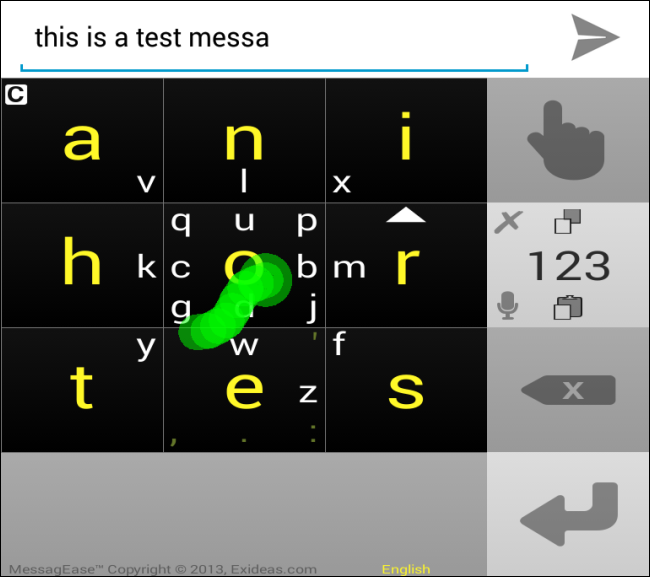 this is a test messa
C
a n i
v l x
q u p
h k c o b m r 123
g d j
y w ' f
t e z s
x
, . :
MessagEase™ Copyright © 2013, Exideas.com English